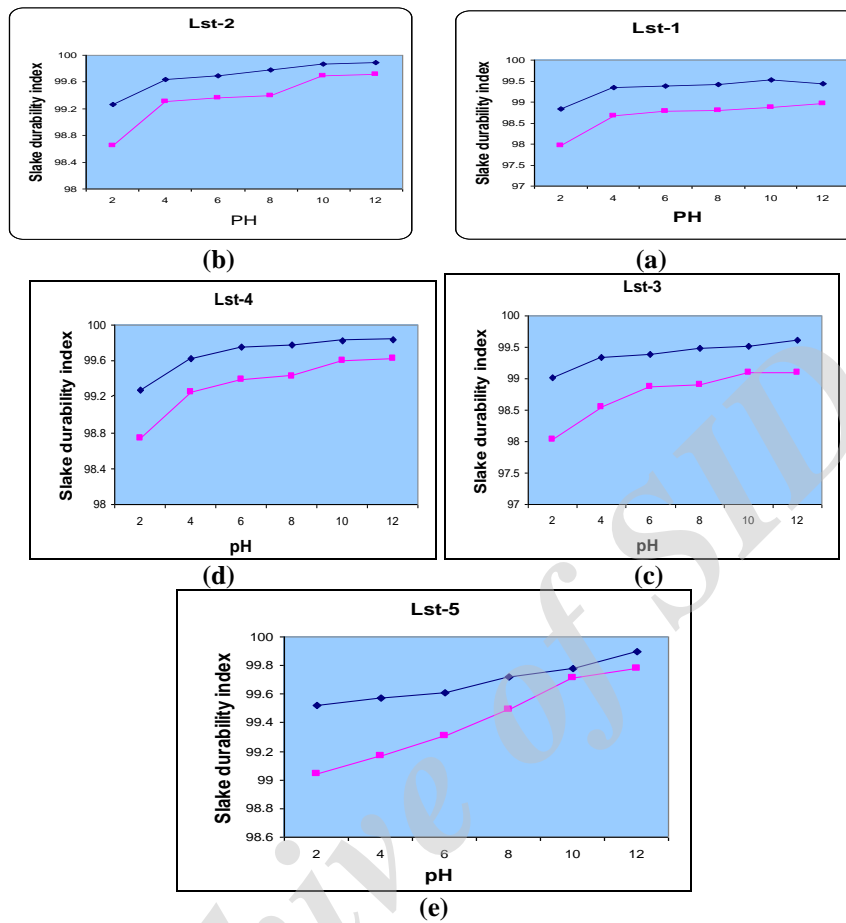 Lst-2
Slake durability index
100
99.6
99.2
98.8
98.4
98
2 4 6 8 10 12
PH
(b)
Lst-1
Slake durability index
100
99.5
99
98.5
98
97.5
97
2 4 6 8 10 12
PH
(a)
Lst-4
Slake durability index
100
99.6
99.2
98.8
98.4
98
2 4 6 8 10 12
pH
(d)
Lst-3
Slake durability index
100
99.5
99
98.5
98
97.5
97
2 4 6 8 10 12
pH
(c)
Lst-5
Slake durability index
100
99.8
99.6
99.4
99.2
99
98.8
98.6
2 4 6 8 10 12
pH
(e)
hive of SID